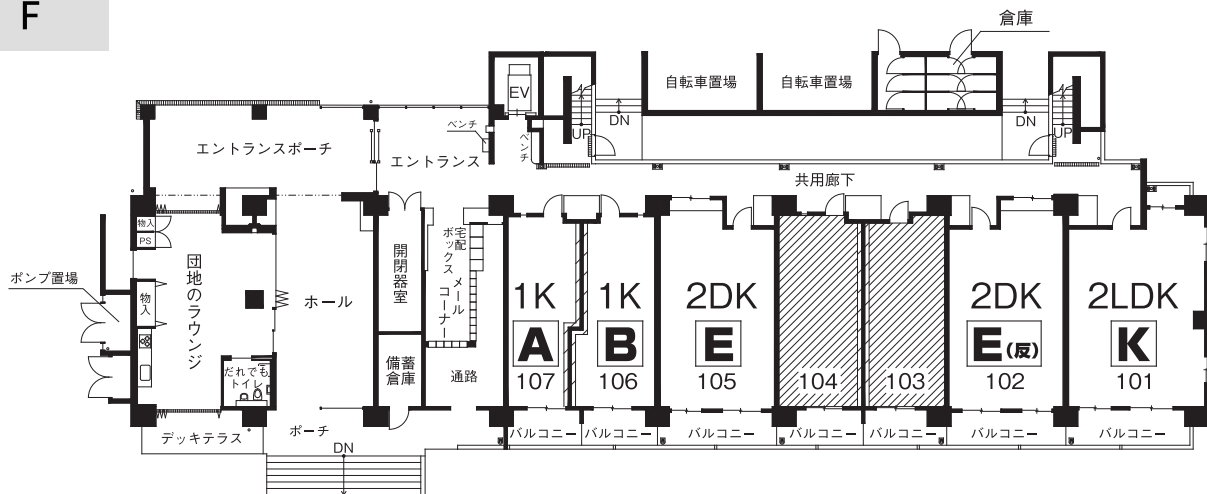 F
倉庫
EV
自転車置場
自転車置場
ベンチ
ベンチ
UP
DN
DN
UP
エントランスポーチ
エントランス
共用廊下
物入
PS
ポンプ置場
物入
団地のラウンジ
ホール
開閉器室
宅配
ボックス
メール
コーナー
だれでも
トイレ
備蓄
倉庫
通路
1K
A
107
1K
B
106
2DK
E
105
104
103
2DK
E(反)
102
2LDK
K
101
デッキテラス
ポーチ
DN
バルコニー
バルコニー
バルコニー
バルコニー
バルコニー
バルコニー
バルコニー